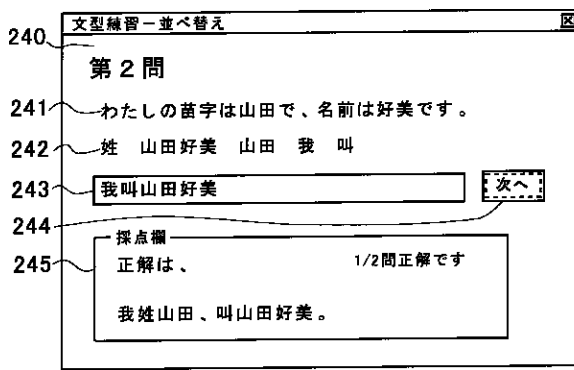 文型練習－並べ替え
240
第2問
241 わたしの苗字は山田で、名前は好美です。
242 姓 山田好美 山田 我 叫
243 我叫山田好美 次へ
244
採点欄
245 正解は、 1/2問正解です
我姓山田、叫山田好美。